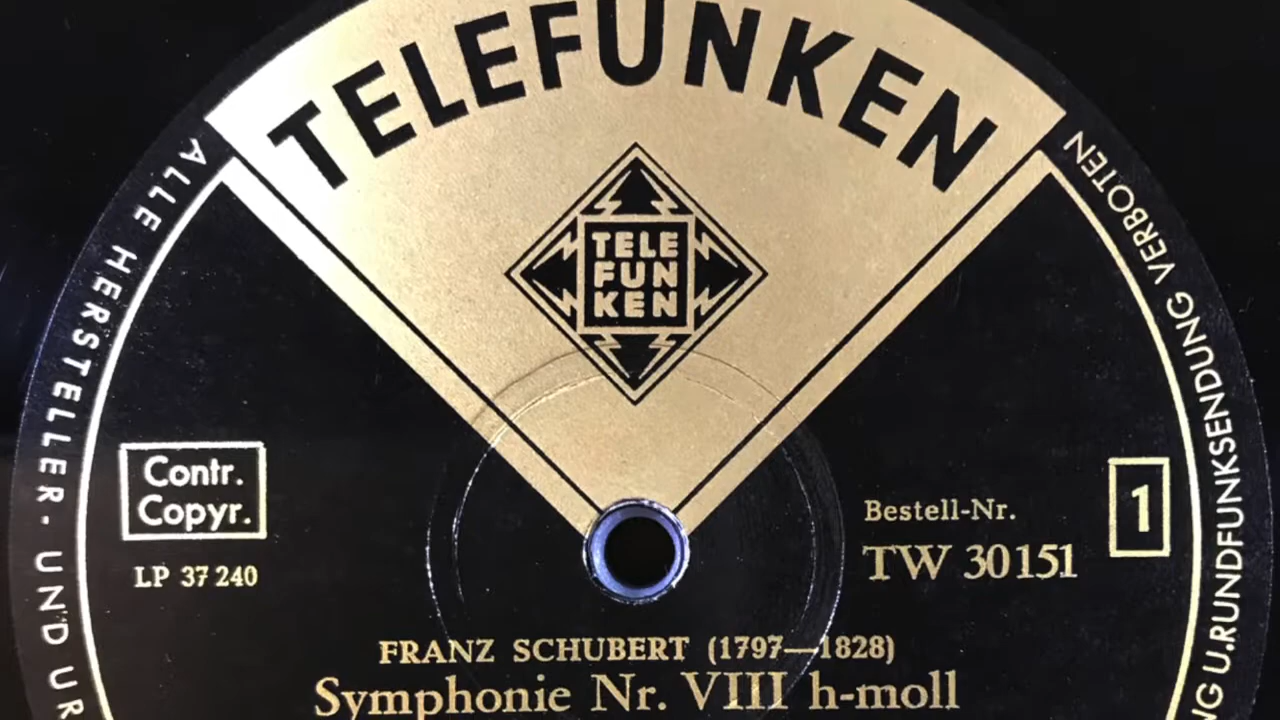 TELEFUNKEN
TELE
FUN
KEN
ALLE HERSTELLER- UND UR
NG U.RUNDFUNKSENDUNG VERBOTEN
Contr.
Copyr.
LP 37 240
Bestell-Nr.
TW 30151
1
FRANZ SCHUBERT (1797—1828)
Symphonie Nr. VIII h-moll